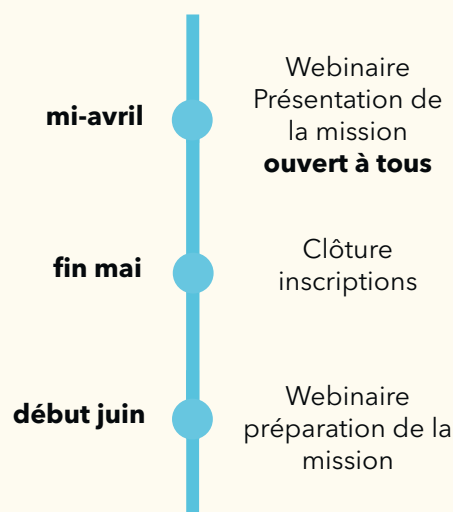 mi-avril
Webinaire
Présentation de
la mission
ouvert à tous
fin mai
Clôture
inscriptions
début juin
Webinaire
préparation de la
mission